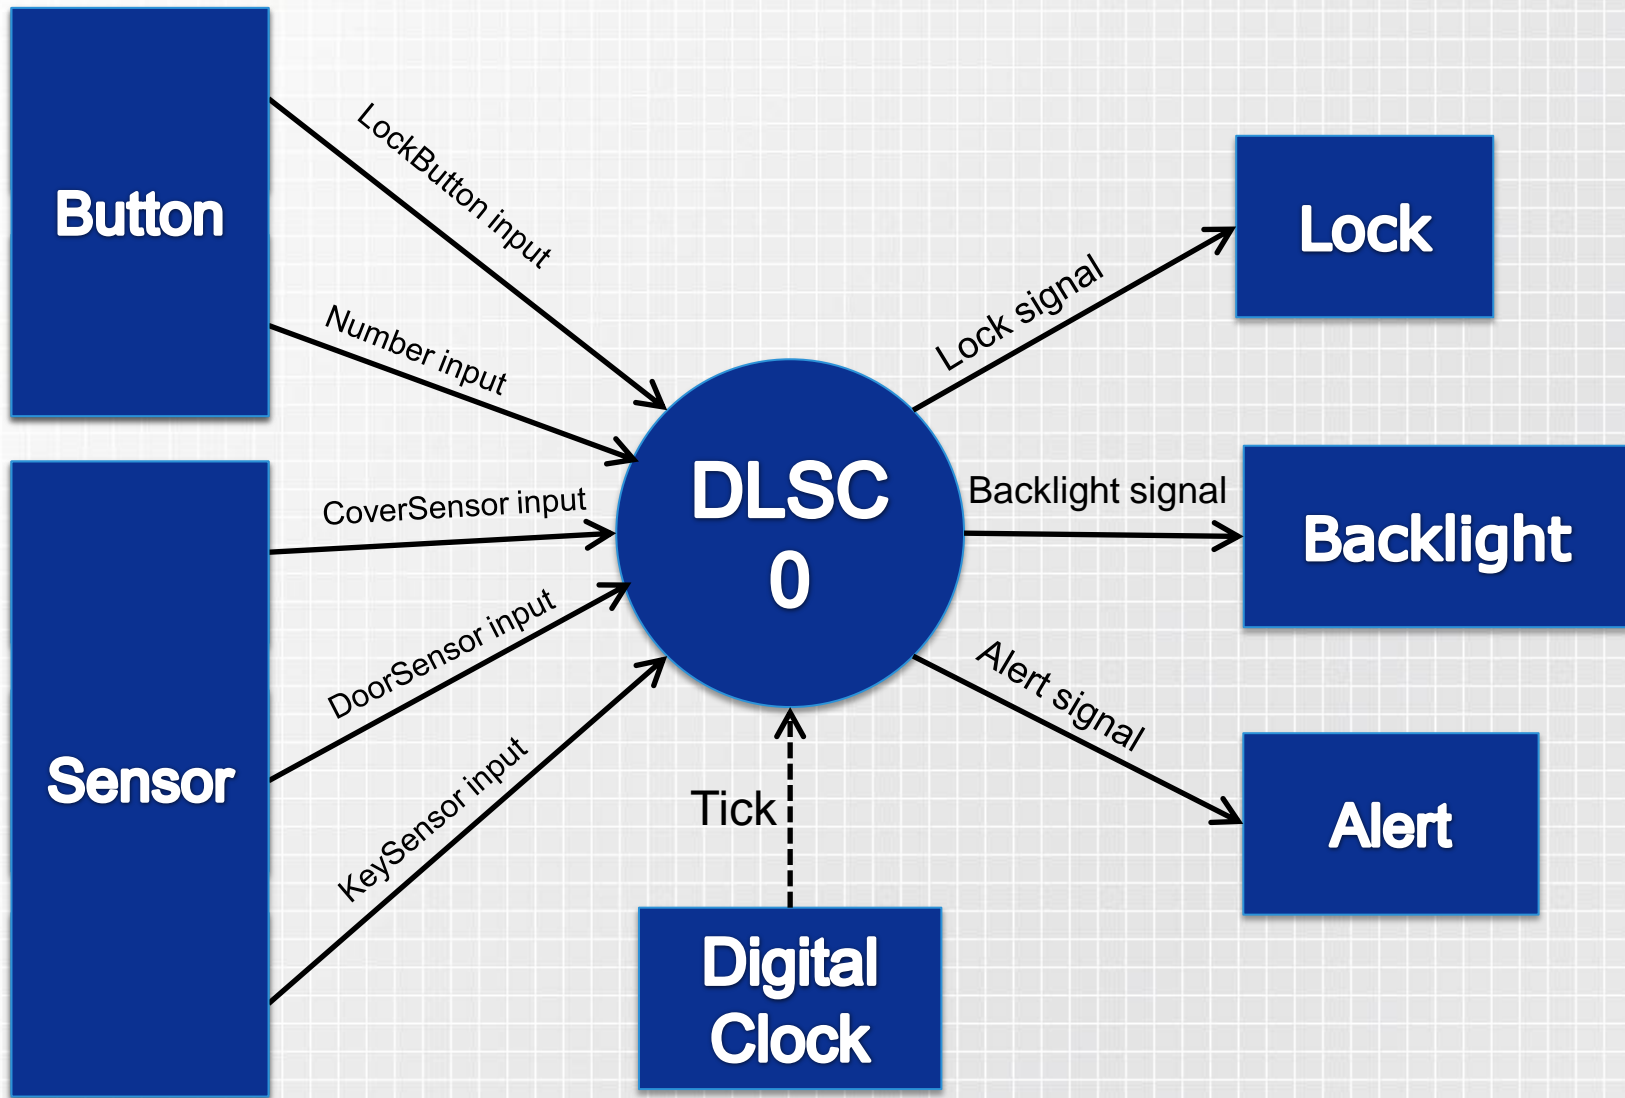 Button
LockButton input
Number input
Sensor
CoverSensor input
DoorSensor input
KeySensor input
DLSC
0
Tick
Digital
Clock
Lock signal
Lock
Backlight signal
Backlight
Alert signal
Alert